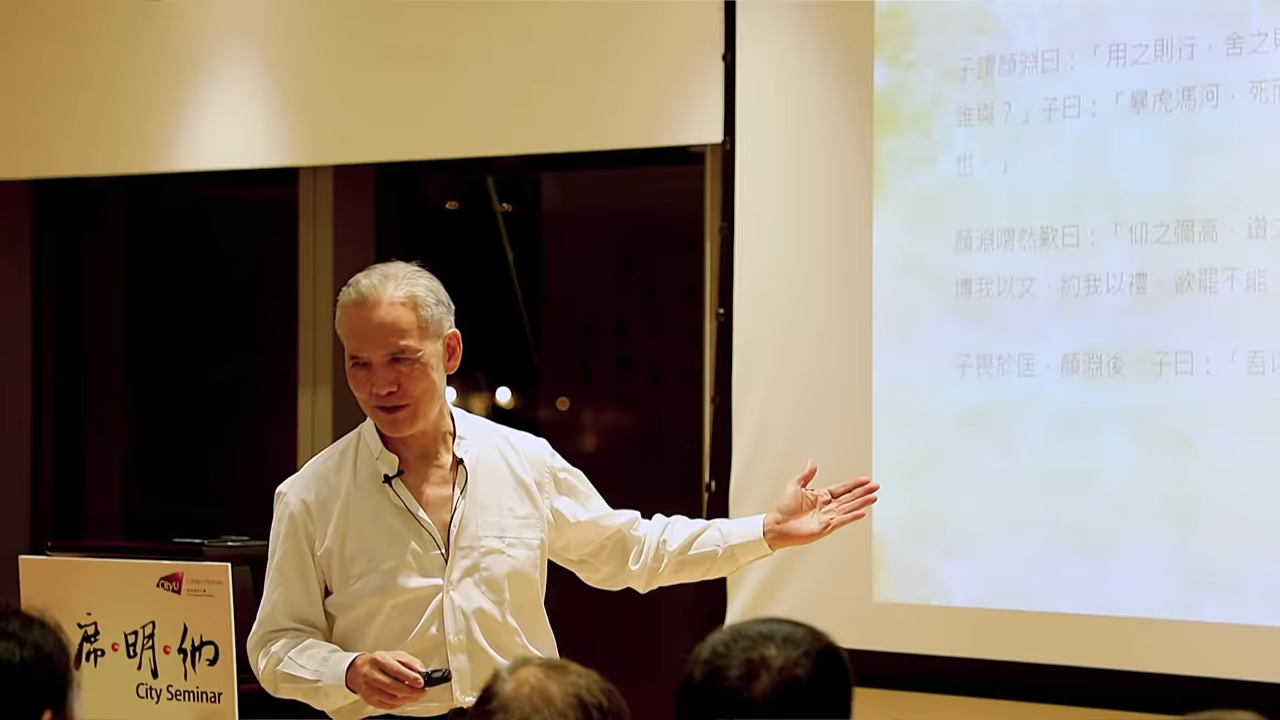 子謂顏淵曰：「用之則行，舍之
誰與？」子曰：「暴虎馮河，死
也。」
顏淵喟然歎曰：「仰之彌高，鑽
博我以文，約我以禮。欲罷不能
子畏於匡，顏淵後。子曰：「吾
CityU
席·明·納
City Seminar